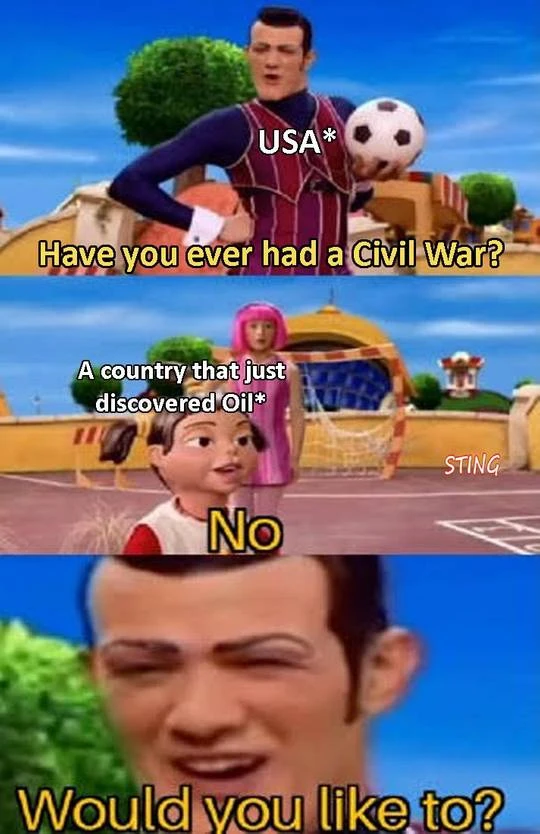 USA*
Have you ever had a Civil War?
A country that just
discovered Oil*
STING
No
Would you like to?